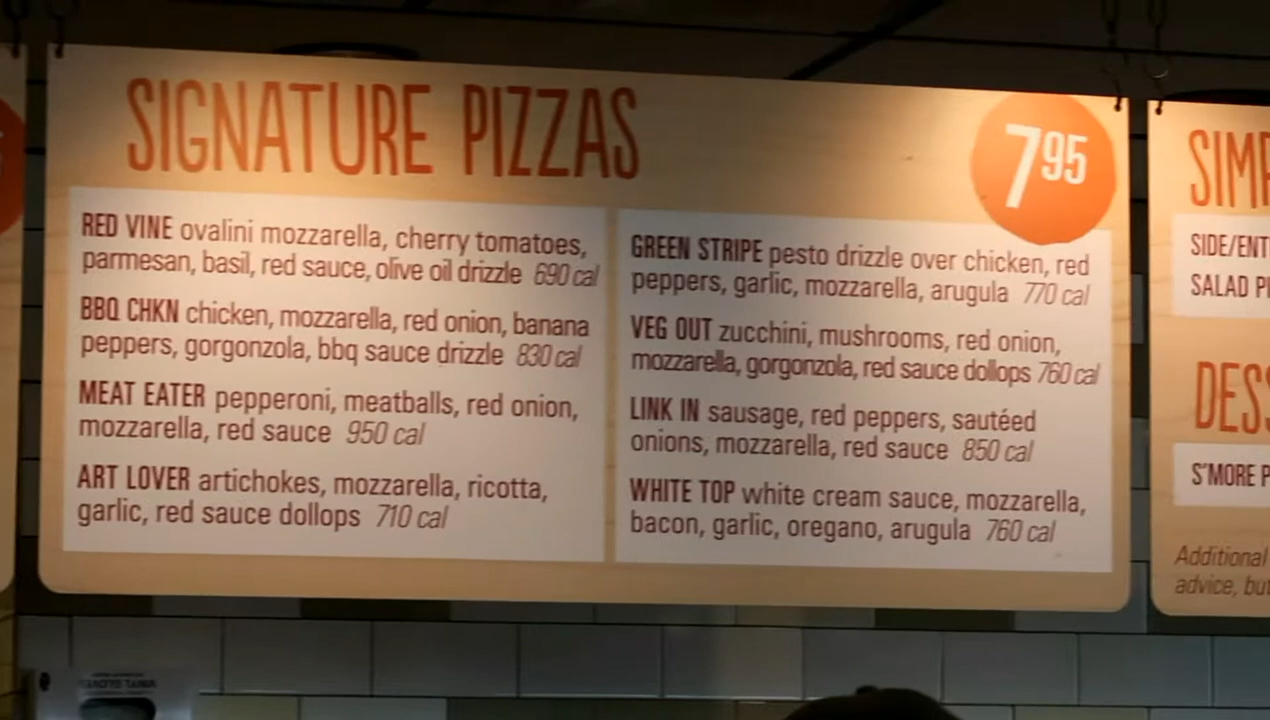 SIGNATURE PIZZAS
7 95
RED VINE ovalini mozzarella, cherry tomatoes,
parmesan, basil, red sauce, olive oil drizzle 690 cal
BBQ CHKN chicken, mozzarella, red onion, banana
peppers, gorgonzola, bbq sauce drizzle 830 cal
MEAT EATER pepperoni, meatballs, red onion,
mozzarella, red sauce 950 cal
ART LOVER artichokes, mozzarella, ricotta,
garlic, red sauce dollops 710 cal
GREEN STRIPE pesto drizzle over chicken, red
peppers, garlic, mozzarella, arugula 770 cal
VEG OUT zucchini, mushrooms, red onion,
mozzarella, gorgonzola, red sauce dollops 760 cal
LINK IN sausage, red peppers, sautéed
onions, mozzarella, red sauce 850 cal
WHITE TOP white cream sauce, mozzarella,
bacon, garlic, oregano, arugula 760 cal
SIMP
SIDE/ENT
SALAD P
DESS
S'MORE P
Additional
advice, but